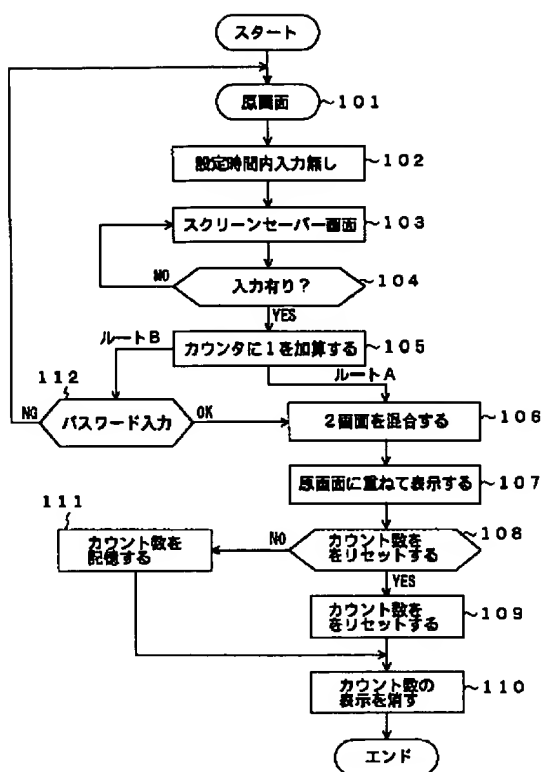 スタート
原画面
101
設定時間内入力無し
102
スクリーンセーバー画面
103
入力有り?
104
NO
YES
カウンタに1を加算する
105
ルートB
ルートA
112
パスワード入力
NG
OK
2画面を混合する
106
原画面に重ねて表示する
107
111
カウント数を
記憶する
NO
カウント数を
をリセットする
108
YES
カウント数を
をリセットする
109
カウント数の
表示を消す
110
エンド